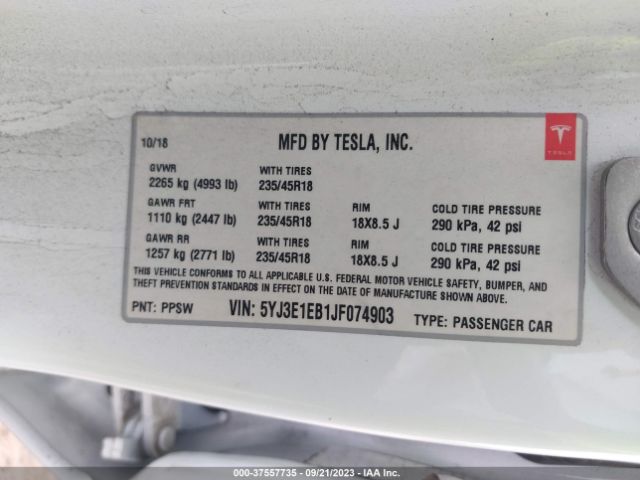 10/18
MFD BY TESLA, INC.
TESLA
GVWR WITH TIRES
2265 kg (4993 lb) 235/45R18
GAWR FRT WITH TIRES RIM COLD TIRE PRESSURE
1110 kg (2447 lb) 235/45R18 18X8.5 J 290 kPa, 42 psi
GAWR RR WITH TIRES RIM COLD TIRE PRESSURE
1257 kg (2771 lb) 235/45R18 18X8.5 J 290 kPa, 42 psi
THIS VEHICLE CONFORMS TO ALL APPLICABLE U.S. FEDERAL MOTOR VEHICLE SAFETY, BUMPER, AND
THEFT PREVENTION STANDARDS IN EFFECT ON THE DATE OF MANUFACTURE SHOWN ABOVE.
PNT: PPSW VIN: 5YJ3E1EB1JF074903 TYPE: PASSENGER CAR
000-37557735 - 09/21/2023 - IAA Inc.